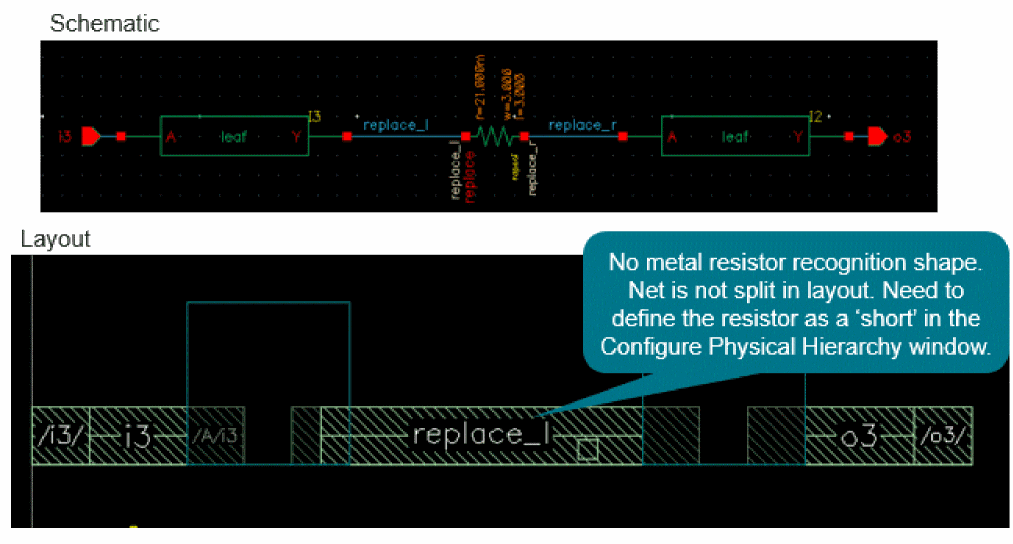 Schematic
r=21.000m
w=3.000
l=3.000
i3
A
leaf
Y
I3
replace_l
replace_l
replace
replace_r
replace_r
A
leaf
Y
I2
o3
Layout
No metal resistor recognition shape.
Net is not split in layout. Need to
define the resistor as a ‘short’ in the
Configure Physical Hierarchy window.
/i3/
i3
/A/i3
replace_l
o3
/o3/